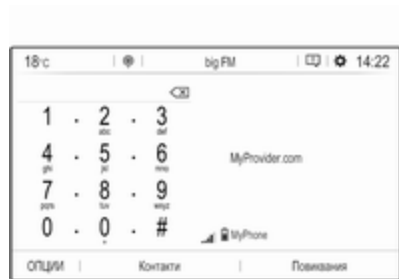 18°C big FM 14:22
1 . 2 . 3
abc def
4 . 5 . 6
ghi jkl mno
7 . 8 . 9
pqrs tuv wxyz
0 . 0 . #
MyProvider.com
MyPhone
ОПЦИИ Контакти Повиквания